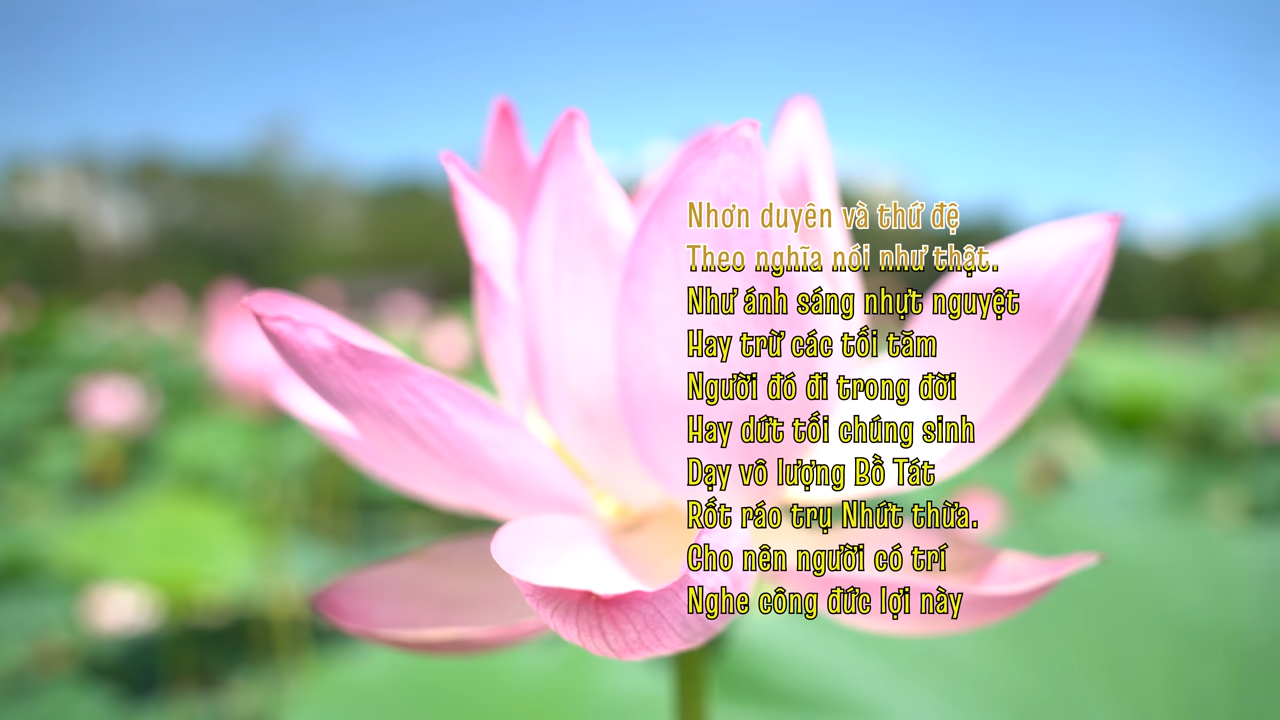 Nhơn duyên và thứ đệ
Theo nghĩa nói như thật.
Như ánh sáng nhựt nguyệt
Hay trừ các tối tăm
Người đó đi trong đời
Hay dứt tối chúng sinh
Dạy vô lượng Bồ Tát
Rốt ráo trụ Nhứt thừa.
Cho nên người có trí
Nghe công đức lợi này